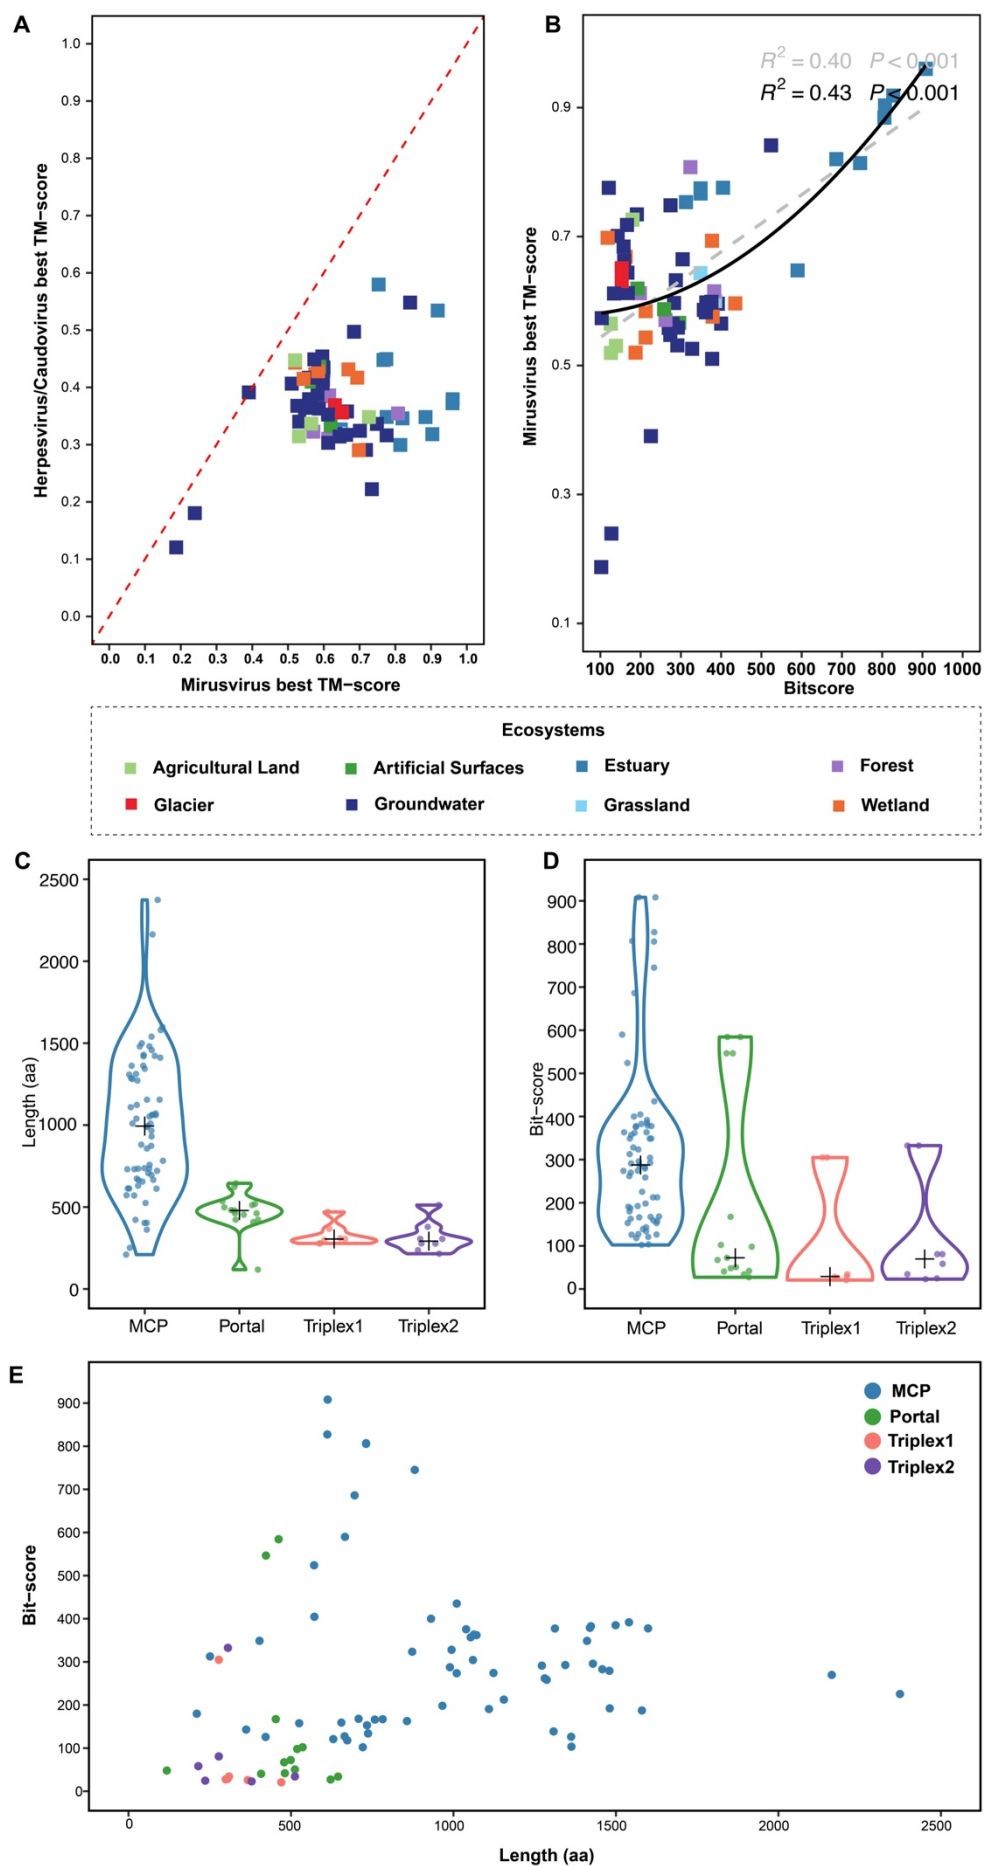 A
1.0
0.9
0.8
0.7
0.6
0.5
0.4
0.3
0.2
0.1
0.0
Herpesvirus/Caudovirus best TM−score
0.0 0.1 0.2 0.3 0.4 0.5 0.6 0.7 0.8 0.9 1.0
Mirusvirus best TM−score
B
R2 = 0.40 P < 0.001
R2 = 0.43 P < 0.001
0.9
0.7
0.5
0.3
0.1
Mirusvirus best TM−score
100 200 300 400 500 600 700 800 900 1000
Bitscore
Ecosystems
Agricultural Land Artificial Surfaces Estuary Forest
Glacier Groundwater Grassland Wetland
C
2500
2000
1500
1000
500
0
Length (aa)
MCP Portal Triplex1 Triplex2
D
900
800
700
600
500
400
300
200
100
0
Bit−score
MCP Portal Triplex1 Triplex2
E
900
800
700
600
500
400
300
200
100
0
Bit−score
MCP
Portal
Triplex1
Triplex2
0 500 1000 1500 2000 2500
Length (aa)